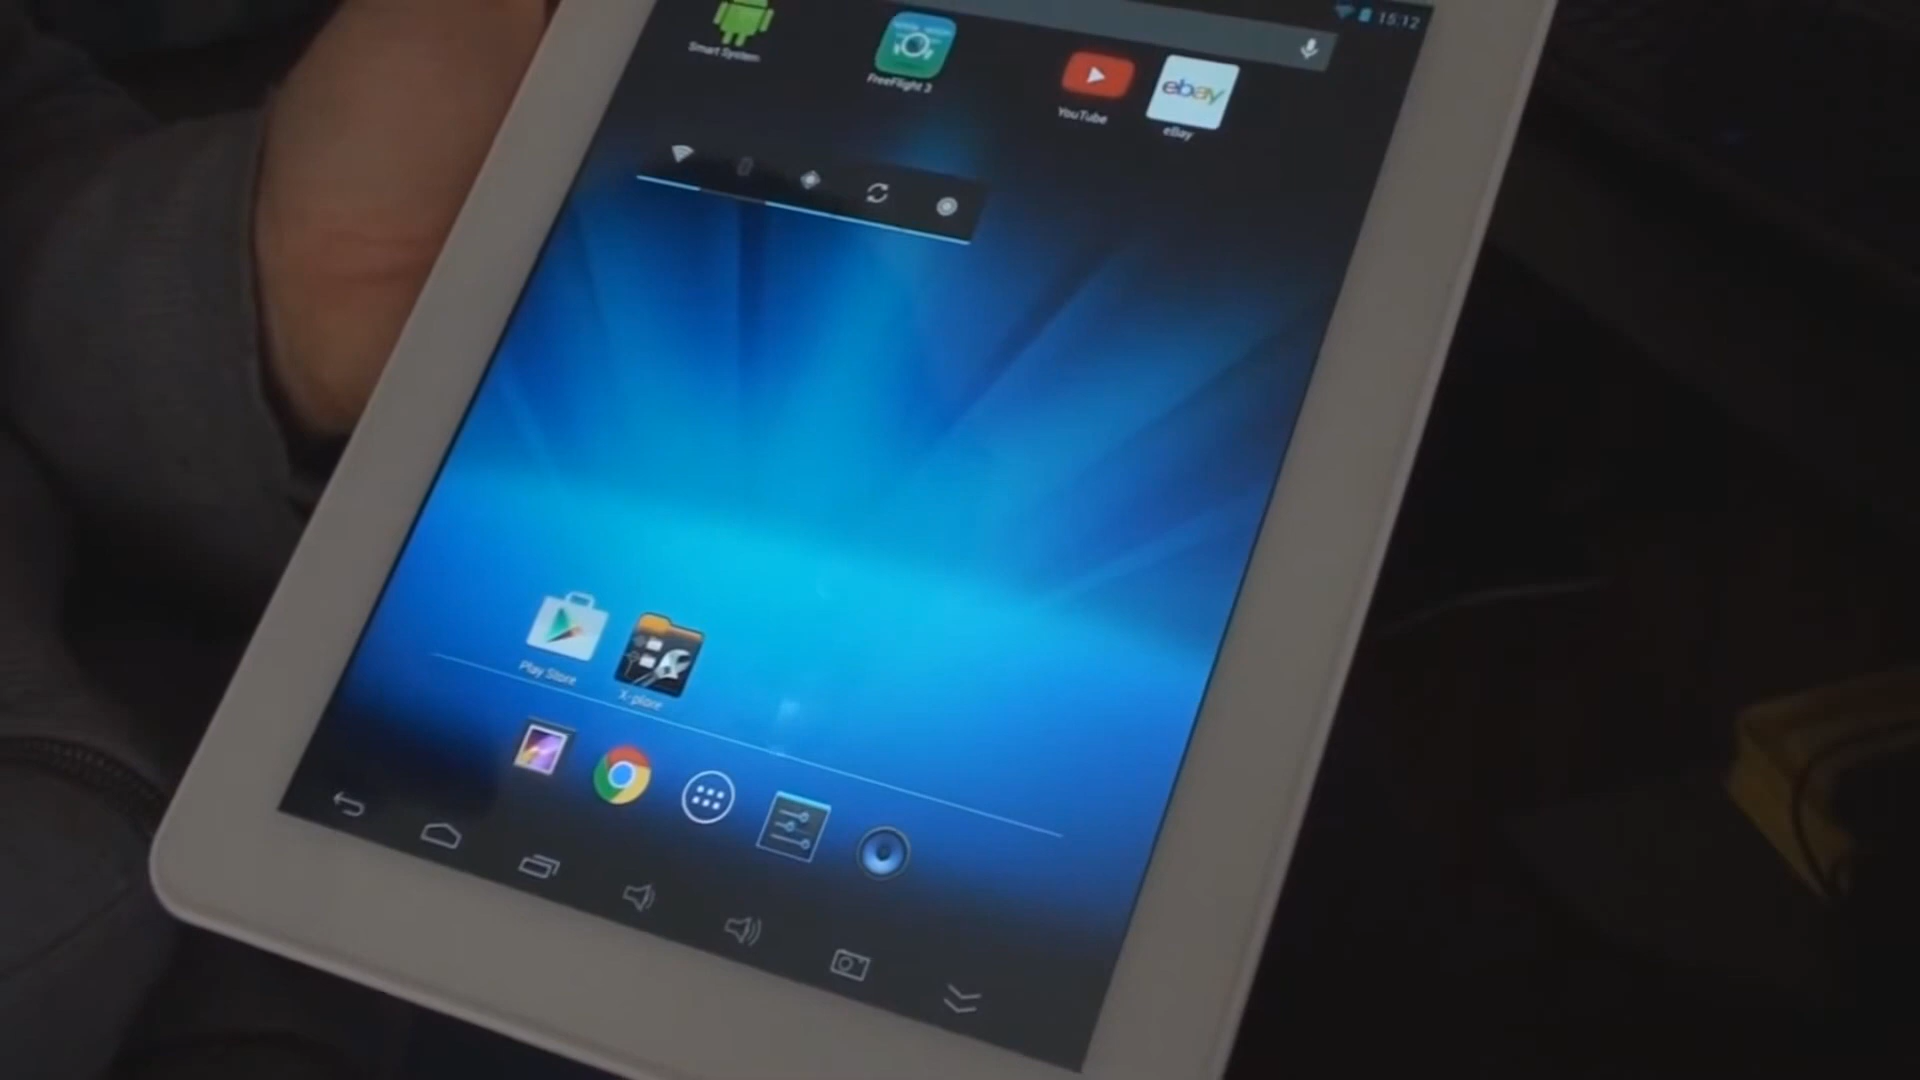 15:12
Smart System
FreeFlight 3
YouTube
ebay
eBay
Play Store
X-plore